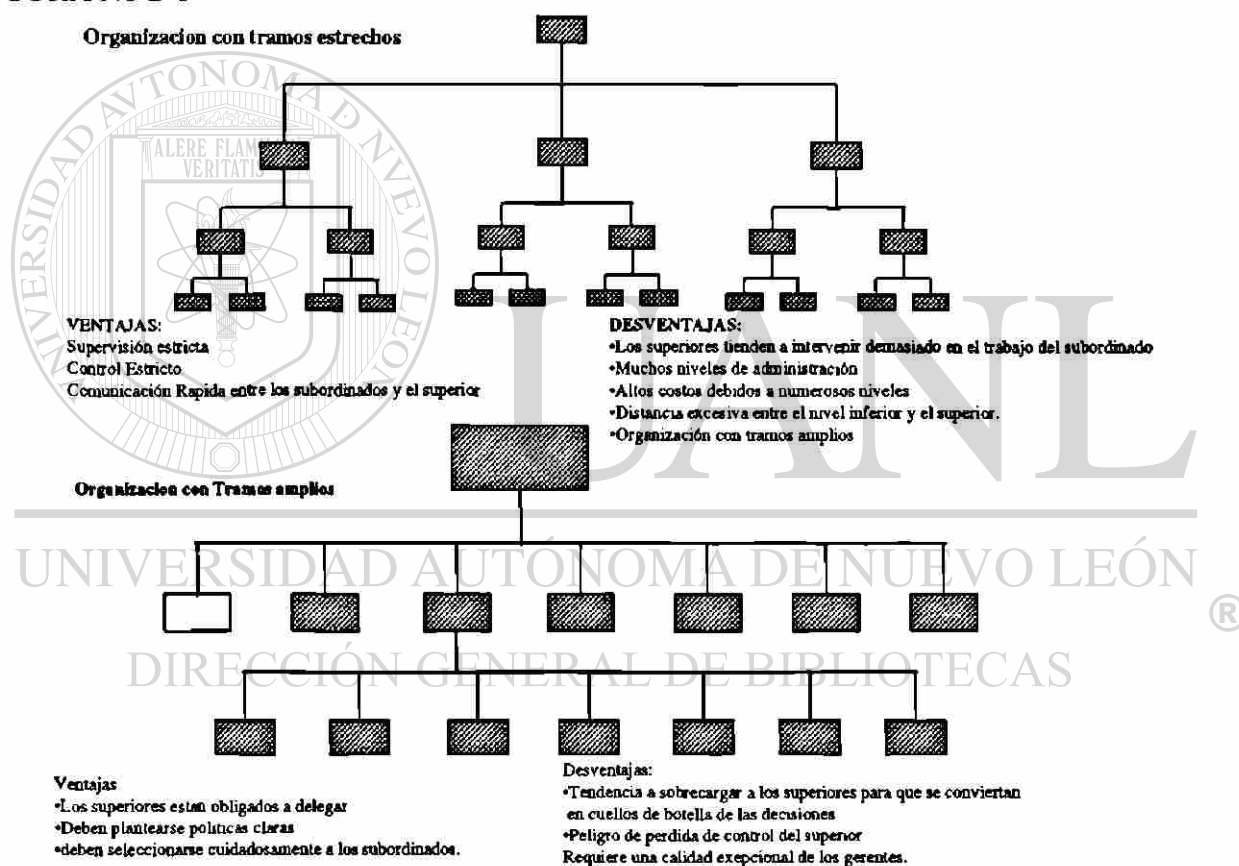 Organizacion con tramos estrechos
VENTAJAS:
Supervisión estricta
Control Estricto
Comunicación Rapida entre los subordinados y el superior
DESVENTAJAS:
•Los superiores tienden a intervenir demasiado en el trabajo del subordinado
•Muchos niveles de administración
•Altos costos debidos a numerosos niveles
•Distancia excesiva entre el nivel inferior y el superior.
•Organización con tramos amplios
Organizacion con Tramos amplios
Ventajas
•Los superiores estan obligados a delegar
•Deben plantearse politicas claras
•deben seleccionarse cuidadosamente a los subordinados.
Desventajas:
•Tendencia a sobrecargar a los superiores para que se conviertan
en cuellos de botella de las decisiones
•Peligro de perdida de control del superior
Requiere una calidad exepcional de los gerentes.
UNIVERSIDAD AUTONOMA DE NUEVO LEON
ALERE FLAMMAM
VERITATIS
UANL
UNIVERSIDAD AUTÓNOMA DE NUEVO LEÓN
®
DIRECCIÓN GENERAL DE BIBLIOTECAS